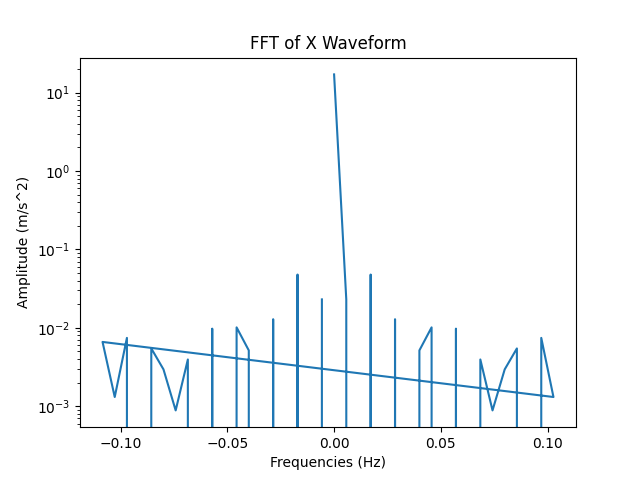 FFT of X Waveform
Amplitude (m/s^2)
10¹
10⁰
10⁻¹
10⁻²
10⁻³
−0.10 −0.05 0.00 0.05 0.10
Frequencies (Hz)